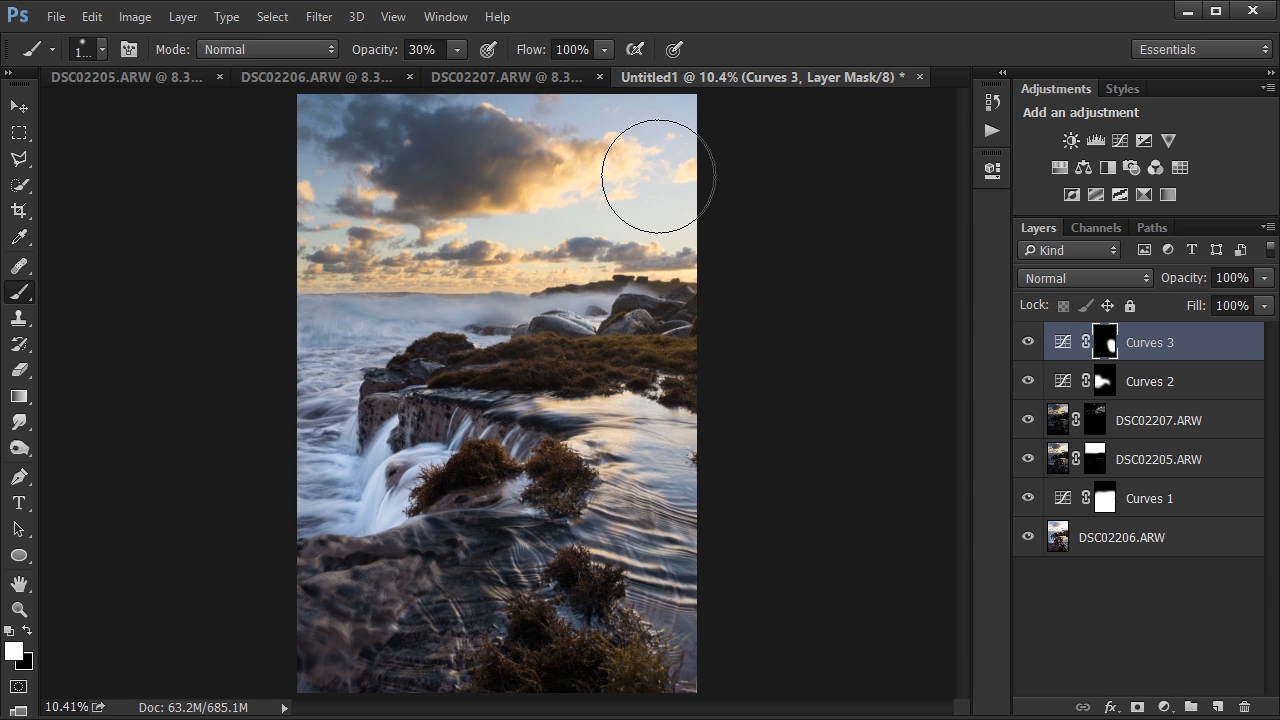 Ps File Edit Image Layer Type Select Filter 3D View Window Help
1... Mode: Normal Opacity: 30% Flow: 100% Essentials
DSC02205.ARW @ 8.3... × DSC02206.ARW @ 8.3... × DSC02207.ARW @ 8.3... × Untitled1 @ 10.4% (Curves 3, Layer Mask/8) * ×
Adjustments Styles
Add an adjustment
Layers Channels Paths
Kind
Normal Opacity: 100%
Lock: Fill: 100%
Curves 3
Curves 2
DSC02207.ARW
DSC02205.ARW
Curves 1
DSC02206.ARW
10.41% Doc: 63.2M/685.1M